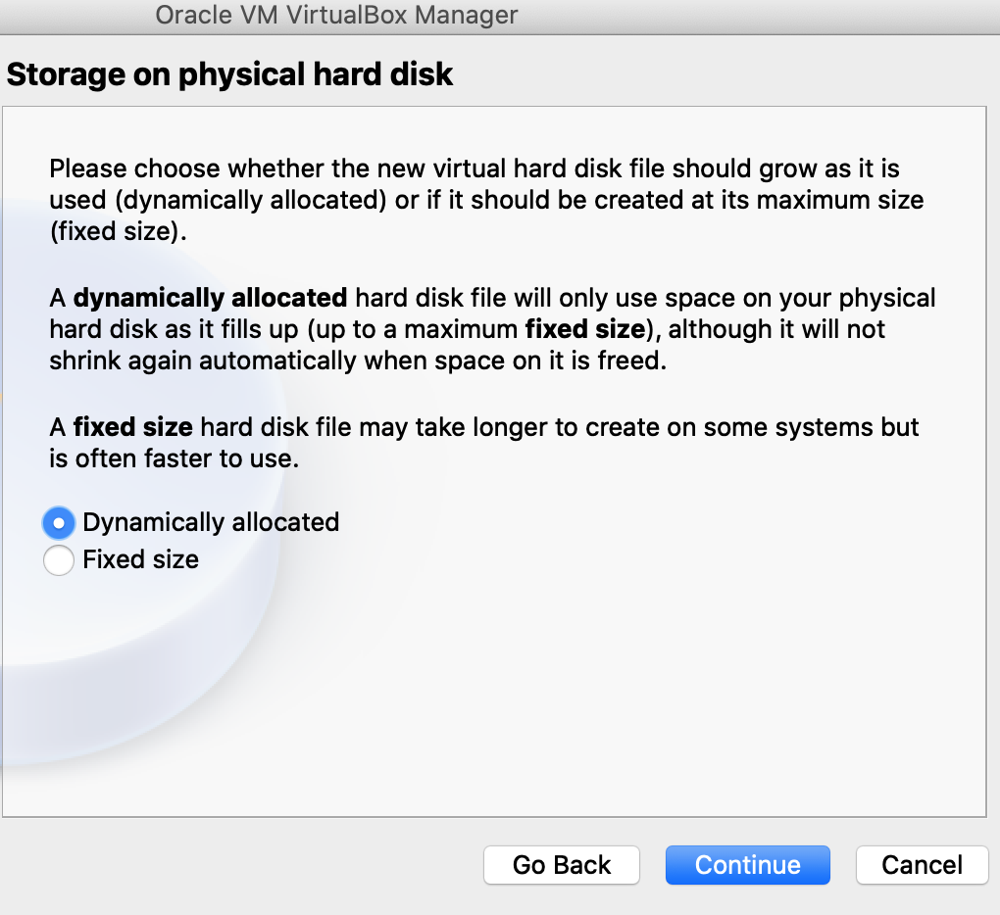 Oracle VM VirtualBox Manager
Storage on physical hard disk
Please choose whether the new virtual hard disk file should grow as it is
used (dynamically allocated) or if it should be created at its maximum size
(fixed size).
A dynamically allocated hard disk file will only use space on your physical
hard disk as it fills up (up to a maximum fixed size), although it will not
shrink again automatically when space on it is freed.
A fixed size hard disk file may take longer to create on some systems but
is often faster to use.
Dynamically allocated
Fixed size
Go Back
Continue
Cancel